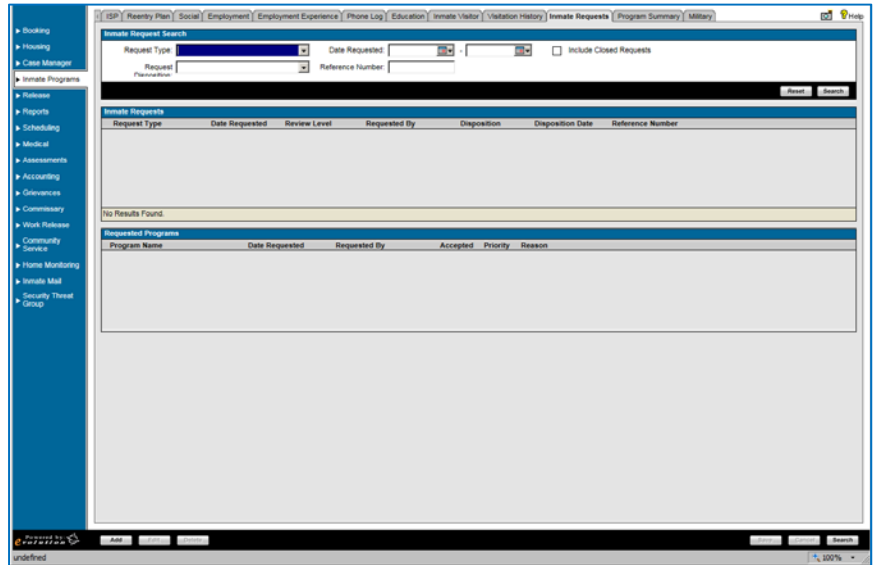 ISP Reentry Plan Social Employment Employment Experience Phone Log Education Inmate Visitor Visitation History Inmate Requests Program Summary Military Help
Booking
Housing
Case Manager
Inmate Programs
Release
Reports
Scheduling
Medical
Assessments
Accounting
Grievances
Commissary
Work Release
Community
Service
Home Monitoring
Inmate Mail
Security Threat
Group
Inmate Request Search
Request Type: Date Requested: - Include Closed Requests
Request Reference Number:
Disposition:
Reset Search
Inmate Requests
Request Type Date Requested Review Level Requested By Disposition Disposition Date Reference Number
No Results Found.
Requested Programs
Program Name Date Requested Requested By Accepted Priority Reason
Powered by
evolution
Add Edit Delete Save Cancel Search
undefined 100%